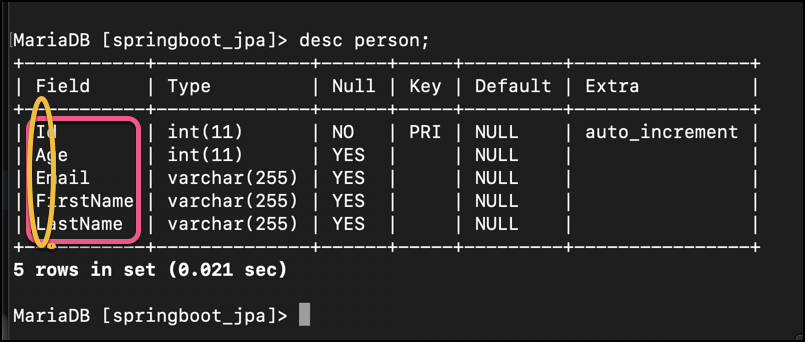 MariaDB [springboot_jpa]> desc person;
+-----------+--------------+------+-----+---------+----------------+
| Field | Type | Null | Key | Default | Extra |
+-----------+--------------+------+-----+---------+----------------+
| Id | int(11) | NO | PRI | NULL | auto_increment |
| Age | int(11) | YES | | NULL | |
| Email | varchar(255) | YES | | NULL | |
| FirstName | varchar(255) | YES | | NULL | |
| LastName | varchar(255) | YES | | NULL | |
+-----------+--------------+------+-----+---------+----------------+
5 rows in set (0.021 sec)
MariaDB [springboot_jpa]>